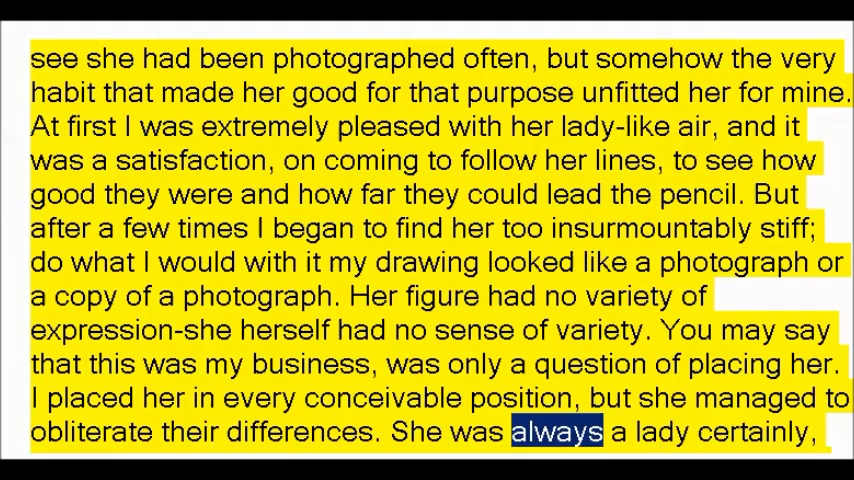 see she had been photographed often, but somehow the very
habit that made her good for that purpose unfitted her for mine.
At first I was extremely pleased with her lady-like air, and it
was a satisfaction, on coming to follow her lines, to see how
good they were and how far they could lead the pencil. But
after a few times I began to find her too insurmountably stiff;
do what I would with it my drawing looked like a photograph or
a copy of a photograph. Her figure had no variety of
expression-she herself had no sense of variety. You may say
that this was my business, was only a question of placing her.
I placed her in every conceivable position, but she managed to
obliterate their differences. She was always a lady certainly,